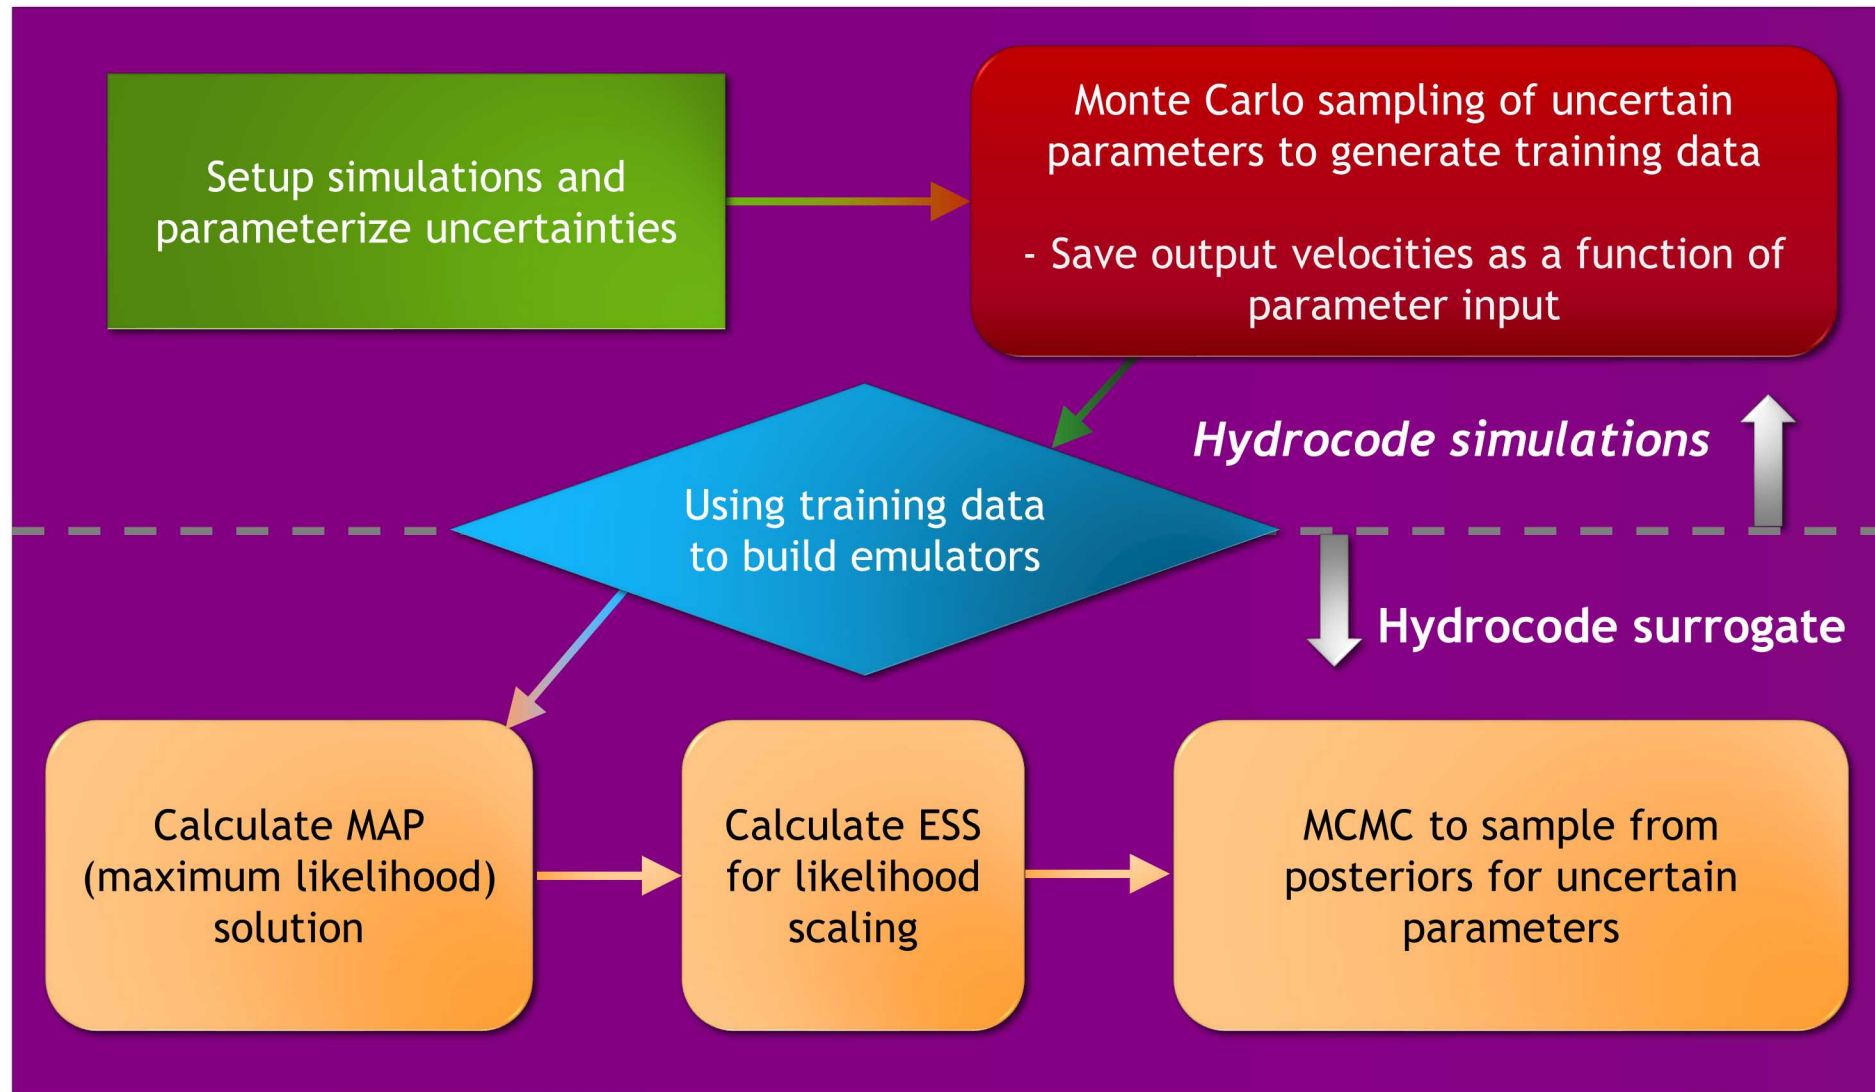 Setup simulations and
parameterize uncertainties
Monte Carlo sampling of uncertain
parameters to generate training data
- Save output velocities as a function of
parameter input
Hydrocode simulations
Using training data
to build emulators
Hydrocode surrogate
Calculate MAP
(maximum likelihood)
solution
Calculate ESS
for likelihood
scaling
MCMC to sample from
posteriors for uncertain
parameters